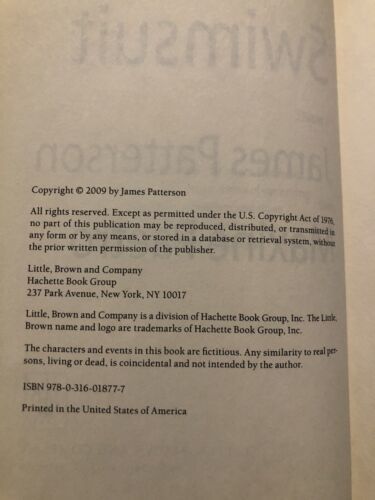 Swimsuit
James Patterson
Copyright © 2009 by James Patterson
All rights reserved. Except as permitted under the U.S. Copyright Act of 1976,
no part of this publication may be reproduced, distributed, or transmitted in
any form or by any means, or stored in a database or retrieval system, without
the prior written permission of the publisher.
Little, Brown and Company
Hachette Book Group
237 Park Avenue, New York, NY 10017
Little, Brown and Company is a division of Hachette Book Group, Inc. The Little,
Brown name and logo are trademarks of Hachette Book Group, Inc.
The characters and events in this book are fictitious. Any similarity to real per-
sons, living or dead, is coincidental and not intended by the author.
ISBN 978-0-316-01877-7
Printed in the United States of America